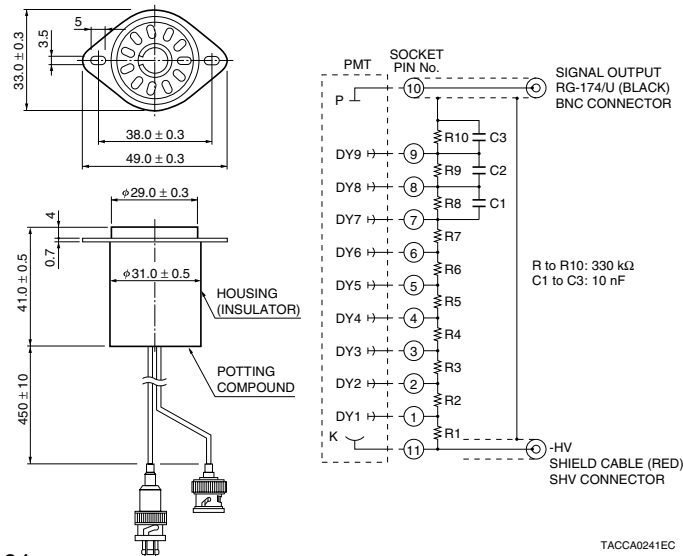 5
3.5
33.0 ± 0.3
38.0 ± 0.3
49.0 ± 0.3
φ29.0 ± 0.3
4
0.7
41.0 ± 0.5
φ31.0 ± 0.5
HOUSING
(INSULATOR)
POTTING
COMPOUND
450 ± 10
PMT
SOCKET
PIN No.
SIGNAL OUTPUT
RG-174/U (BLACK)
BNC CONNECTOR
P
10
R10
C3
DY9
9
R9
C2
DY8
8
R8
C1
DY7
7
R7
DY6
6
R6
DY5
5
R5
DY4
4
R4
DY3
3
R3
DY2
2
R2
DY1
1
R1
K
11
R to R10: 330 kΩ
C1 to C3: 10 nF
-HV
SHIELD CABLE (RED)
SHV CONNECTOR
TACCA0241EC